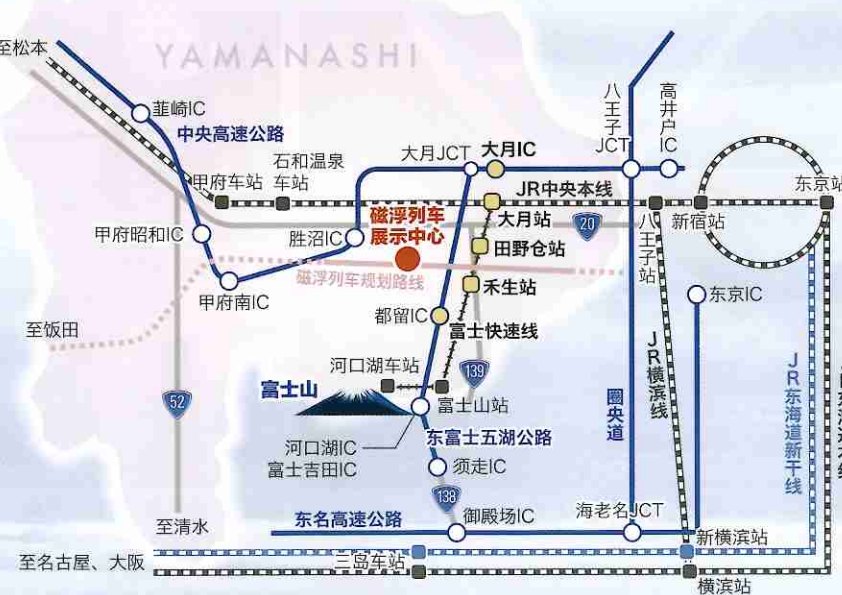 至松本
YAMANASHI
韮崎IC
中央高速公路
甲府车站
石和温泉
车站
大月JCT
大月IC
八王子
JCT
高井户
IC
JR中央本线
东京站
磁浮列车
展示中心
大月站
20
八王子站
新宿站
甲府昭和IC
胜沼IC
田野仓站
磁浮列车规划路线
禾生站
甲府南IC
东京IC
至饭田
都留IC
富士快速线
JR横滨线
JR东海道新干线
河口湖车站
139
富士山
52
富士山站
圈央道
河口湖IC
富士吉田IC
东富士五湖公路
须走IC
138
至清水
东名高速公路
御殿场IC
海老名JCT
新横滨站
至名古屋、大阪
三岛车站
横滨站